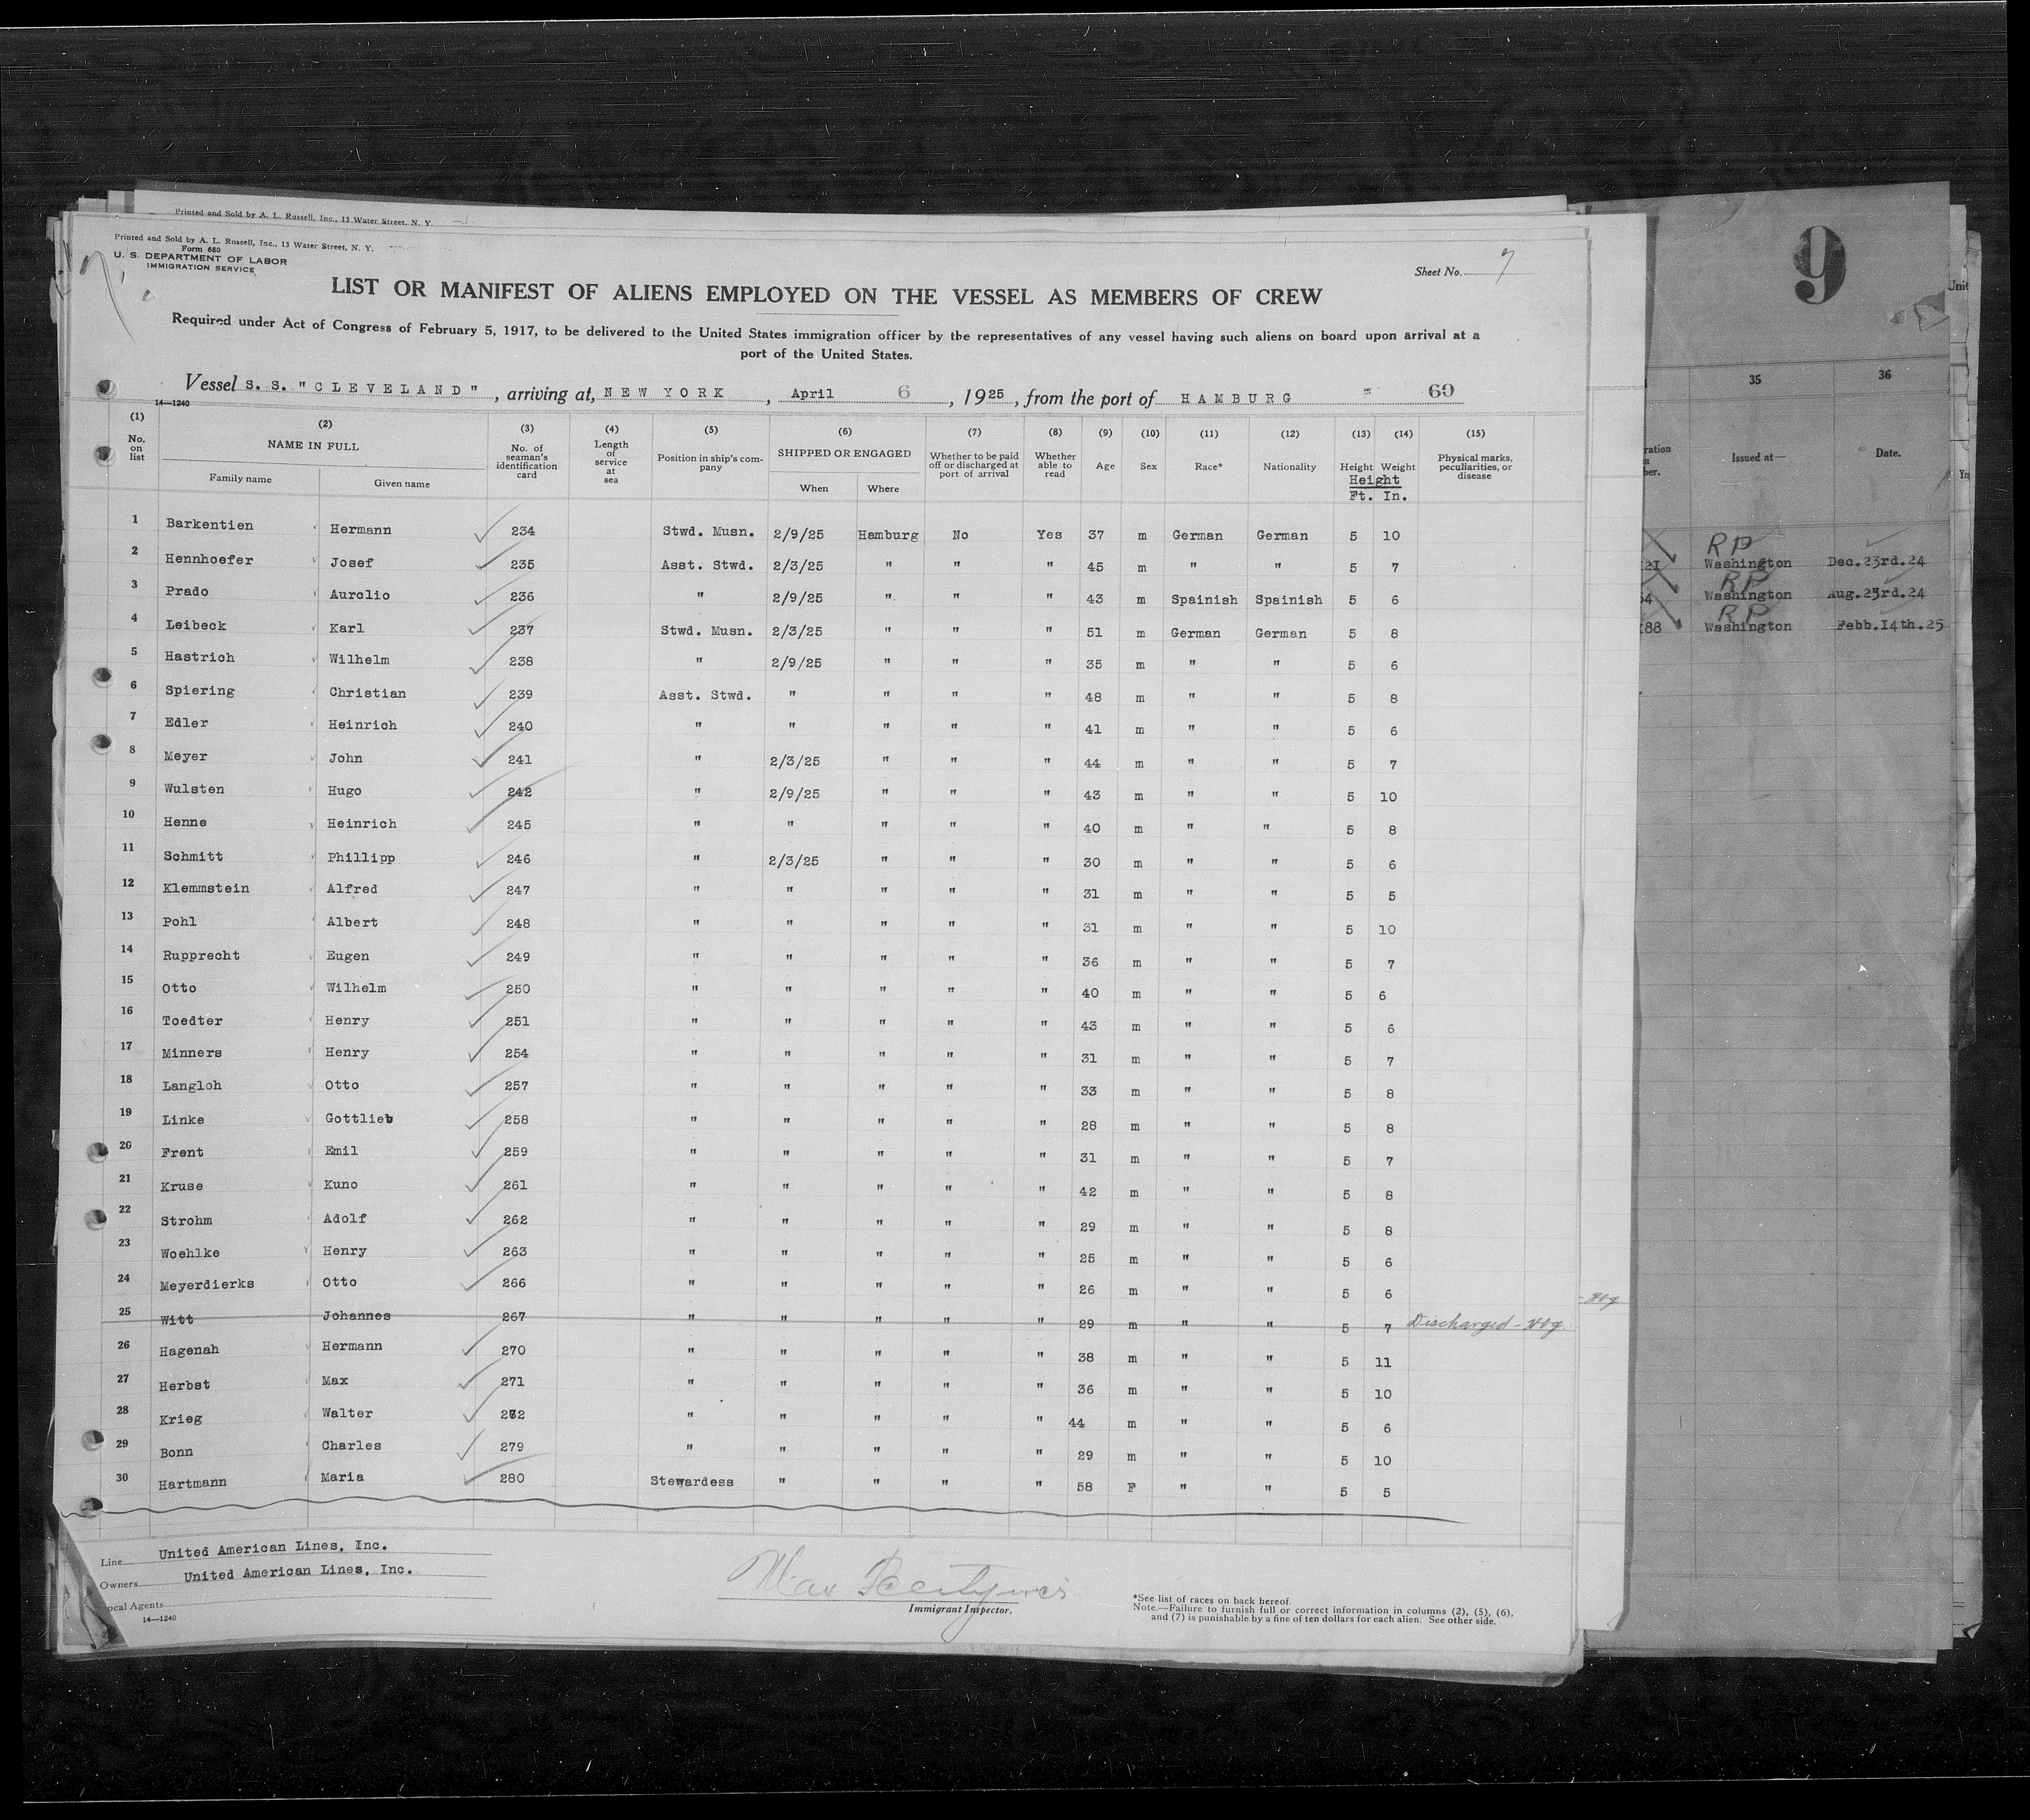 Printed and Sold by A. L. Russell, Inc., 13 Water Street, N. Y.
Printed and Sold by A. L. Russell, Inc., 13 Water Street, N. Y.
Form 680
U. S. DEPARTMENT OF LABOR
IMMIGRATION SERVICE
Sheet No. 7
9
LIST OR MANIFEST OF ALIENS EMPLOYED ON THE VESSEL AS MEMBERS OF CREW
Required under Act of Congress of February 5, 1917, to be delivered to the United States immigration officer by the representatives of any vessel having such aliens on board upon arrival at a
port of the United States.
Vessel S. S. "CLEVELAND", arriving at, NEW YORK, April 6, 1925, from the port of HAMBURG 69
14—1240
(1) No. on list
(2) NAME IN FULL
Family name Given name
(3) No. of seaman's identification card
(4) Length of service at sea
(5) Position in ship's company
(6) SHIPPED OR ENGAGED
When Where
(7) Whether to be paid off or discharged at port of arrival
(8) Whether able to read
(9) Age
(10) Sex
(11) Race*
(12) Nationality
(13) Height
(14) Weight
Height
Ft. In.
(15) Physical marks, peculiarities, or disease
1 Barkentien Hermann 234 Stwd. Musn. 2/9/25 Hamburg No Yes 37 m German German 5 10
2 Hennhoefer Josef 235 Asst. Stwd. 2/3/25 " " " 45 m " " 5 7
3 Prado Aurelio 236 " 2/9/25 " " " 43 m Spainish Spainish 5 6
4 Leibeck Karl 237 Stwd. Musn. 2/3/25 " " " 51 m German German 5 8
5 Hastrich Wilhelm 238 " 2/9/25 " " " 35 m " " 5 6
6 Spiering Christian 239 Asst. Stwd. " " " " 48 m " " 5 8
7 Edler Heinrich 240 " " " " " 41 m " " 5 6
8 Meyer John 241 " 2/3/25 " " " 44 m " " 5 7
9 Wulsten Hugo 242 " 2/9/25 " " " 43 m " " 5 10
10 Henne Heinrich 245 " " " " " 40 m " " 5 8
11 Schmitt Phillipp 246 " 2/3/25 " " " 30 m " " 5 6
12 Klemmstein Alfred 247 " " " " " 31 m " " 5 5
13 Pohl Albert 248 " " " " " 31 m " " 5 10
14 Rupprecht Eugen 249 " " " " " 36 m " " 5 7
15 Otto Wilhelm 250 " " " " " 40 m " " 5 6
16 Toedter Henry 251 " " " " " 43 m " " 5 6
17 Minners Henry 254 " " " " " 31 m " " 5 7
18 Langloh Otto 257 " " " " " 33 m " " 5 8
19 Linke Gottlieb 258 " " " " " 28 m " " 5 8
20 Frent Emil 259 " " " " " 31 m " " 5 7
21 Kruse Kuno 261 " " " " " 42 m " " 5 8
22 Strohm Adolf 262 " " " " " 29 m " " 5 8
23 Woehlke Henry 263 " " " " " 25 m " " 5 6
24 Meyerdierks Otto 266 " " " " " 26 m " " 5 6
25 Witt Johannes 267 " " " " " 29 m " " 5 7 Discharged -
26 Hagenah Hermann 270 " " " " " 38 m " " 5 11
27 Herbst Max 271 " " " " " 36 m " " 5 10
28 Krieg Walter 272 " " " " " 44 m " " 5 6
29 Bonn Charles 279 " " " " " 29 m " " 5 10
30 Hartmann Maria 280 Stewardess " " " " 58 F " " 5 5
Line United American Lines, Inc.
Owners United American Lines, Inc.
ocal Agents
14—1240
Max
Immigrant Inspector.
*See list of races on back hereof.
Note.—Failure to furnish full or correct information in columns (2), (5), (6),
and (7) is punishable by a fine of ten dollars for each alien. See other side.
35 36
Issued at— Date.
RP
21 Washington Dec.23rd.24
RP
54 Washington Aug.23rd.24
RP
88 Washington Febb.14th.25